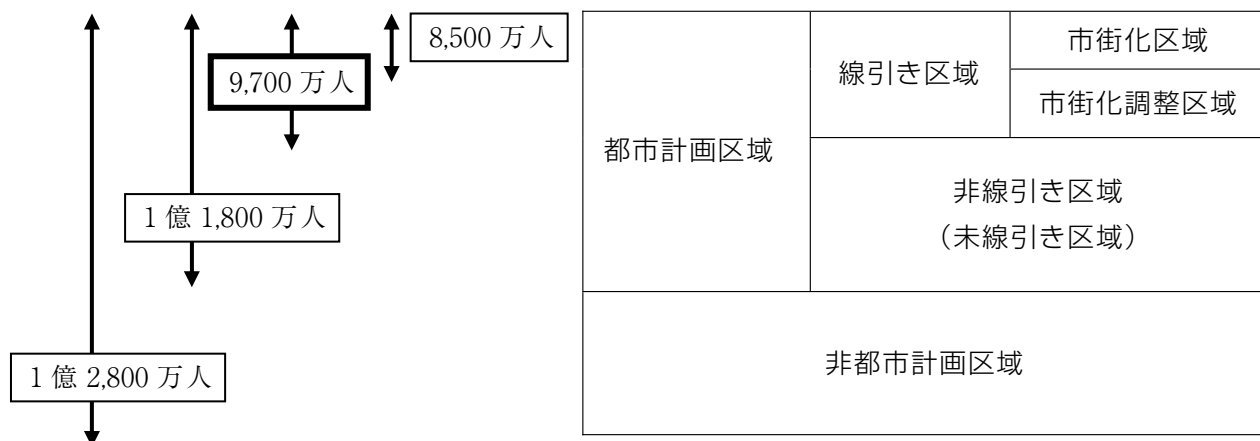 8,500 万人
9,700 万人
1 億 1,800 万人
1 億 2,800 万人
都市計画区域
線引き区域
市街化区域
市街化調整区域
非線引き区域
（未線引き区域）
非都市計画区域